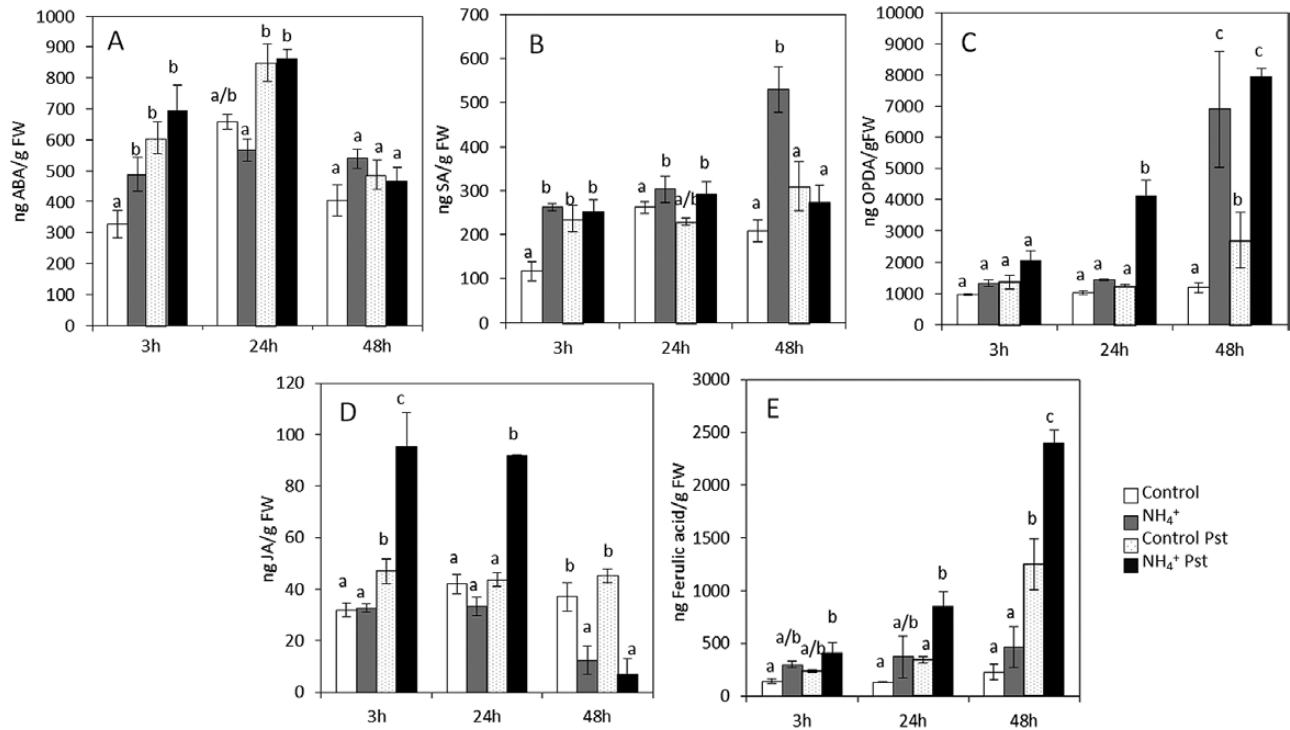 A
ng ABA/g FW
1000
900
800
700
600
500
400
300
200
100
0
a b b b
a/b a b b
a a a a
3h 24h 48h
B
ng SA/g FW
700
600
500
400
300
200
100
0
a b b b
a b a/b b
a b a a
3h 24h 48h
C
ng OPDA/gFW
10000
9000
8000
7000
6000
5000
4000
3000
2000
1000
0
a a a a
a a a b
a c b c
3h 24h 48h
D
ng JA/g FW
120
100
80
60
40
20
0
a a b c
a a a b
b a b a
3h 24h 48h
E
ng Ferulic acid/g FW
3000
2500
2000
1500
1000
500
0
a a/b a/b b
a a a b
a a b c
3h 24h 48h
Control
NH₄⁺
Control Pst
NH₄⁺ Pst